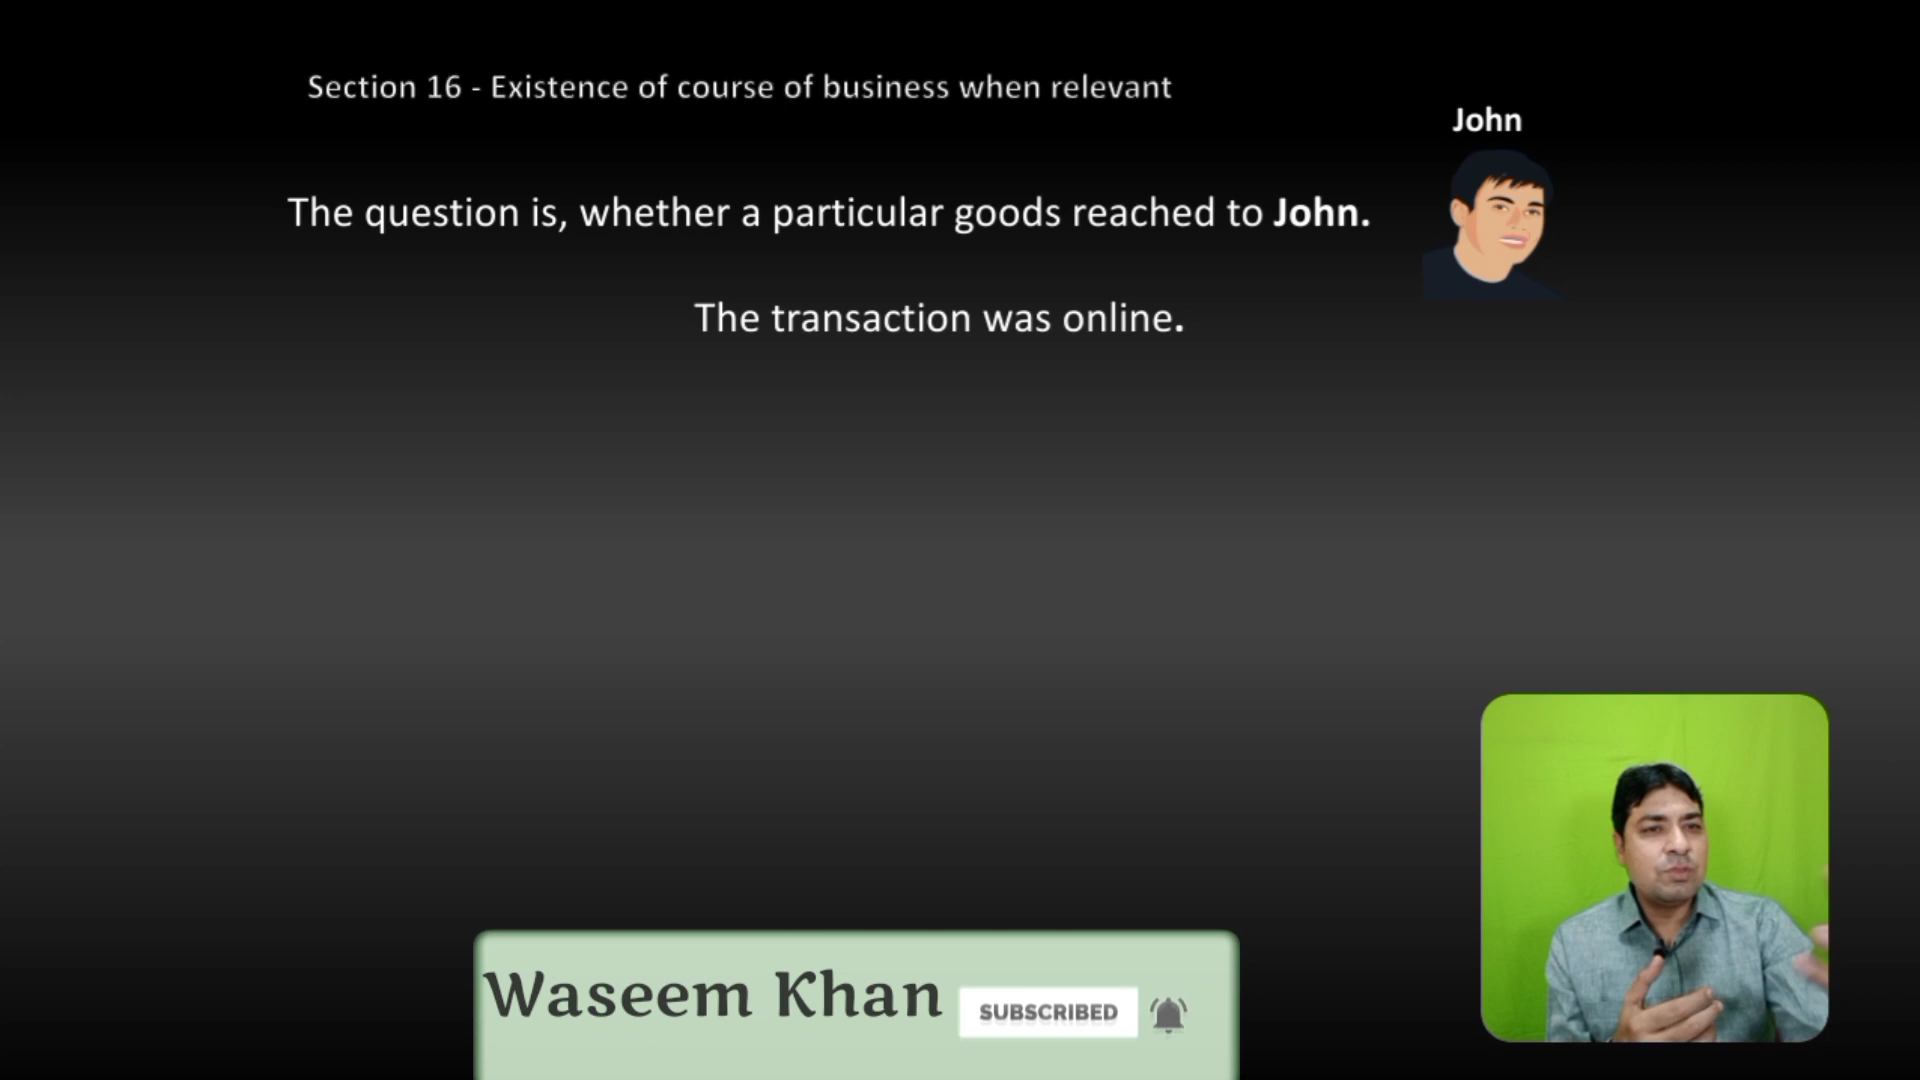 Section 16 - Existence of course of business when relevant
John
The question is, whether a particular goods reached to John.
The transaction was online.
Waseem Khan
SUBSCRIBED